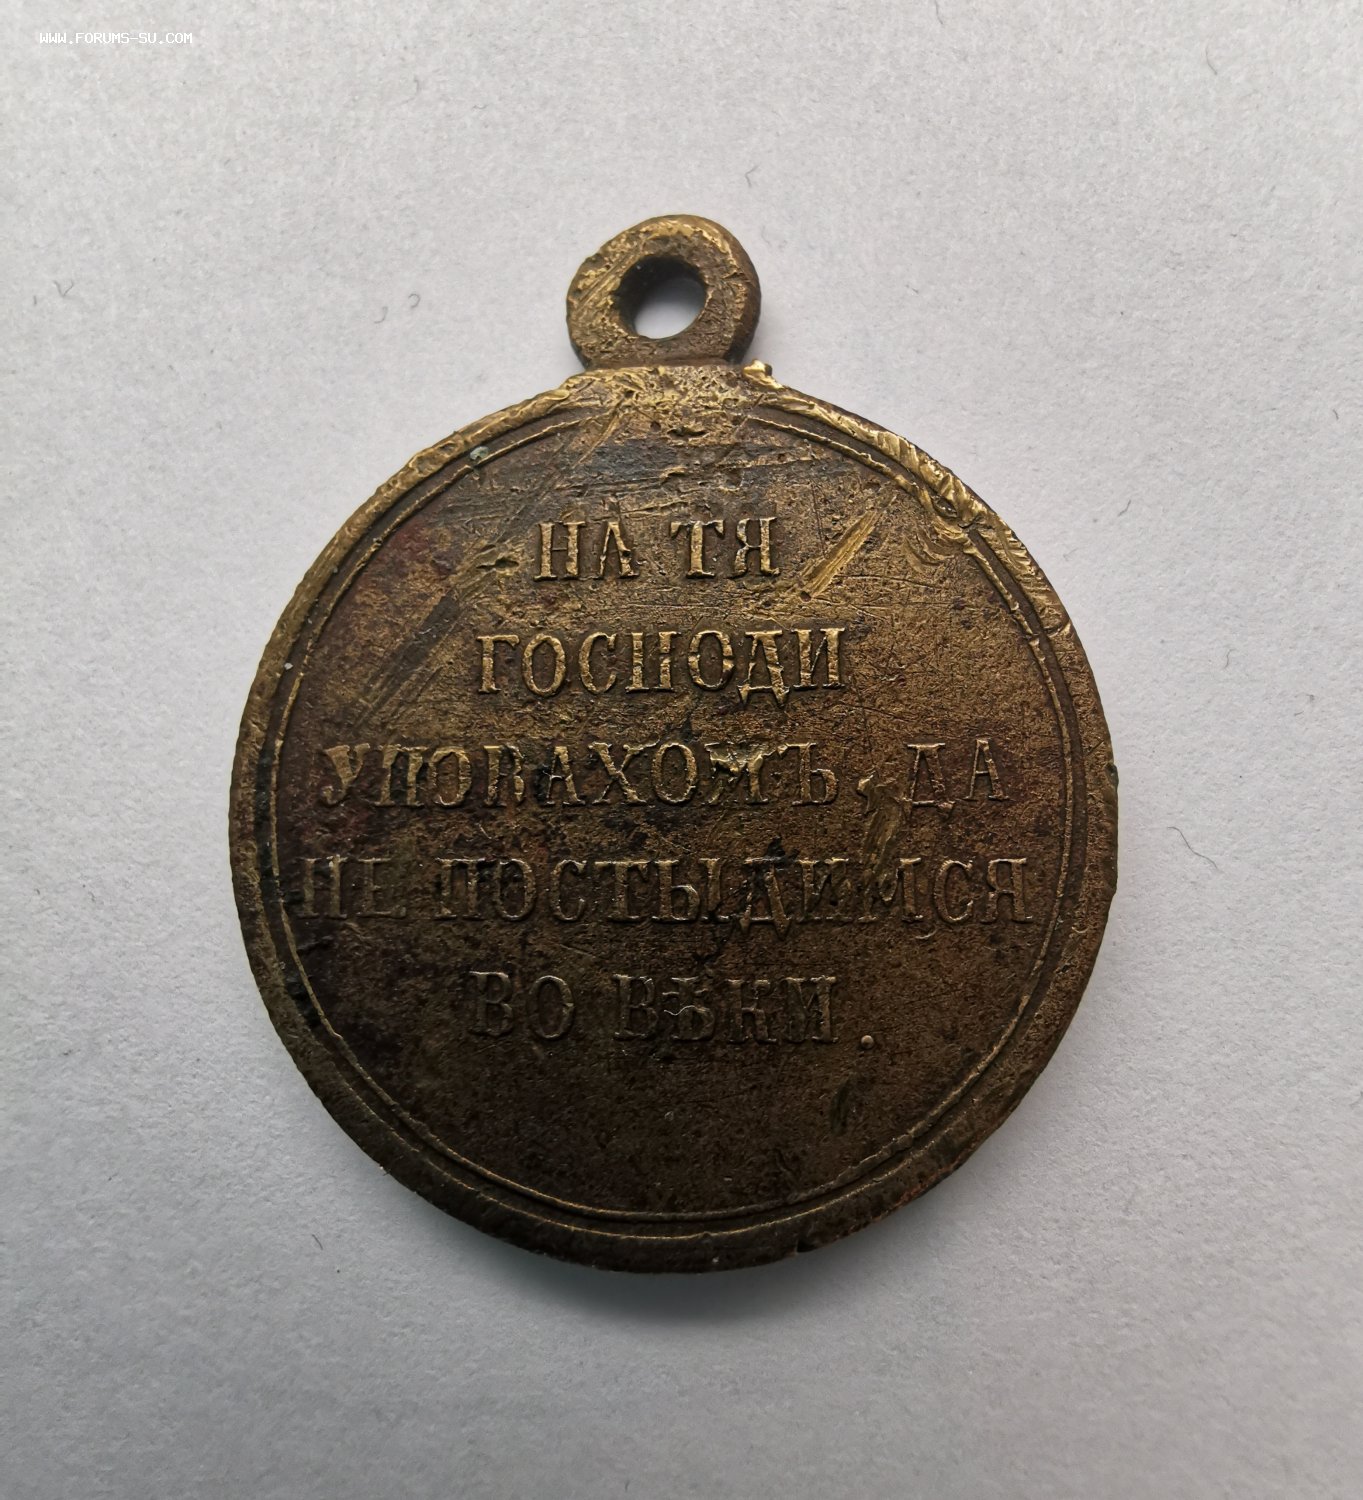 WWW.FORUMS-SU.COM
НА ТЯ
ГОСПОДИ
УПОВАХОМЪ, ДА
НЕ ПОСТЫДИМСЯ
ВО ВѢКИ.